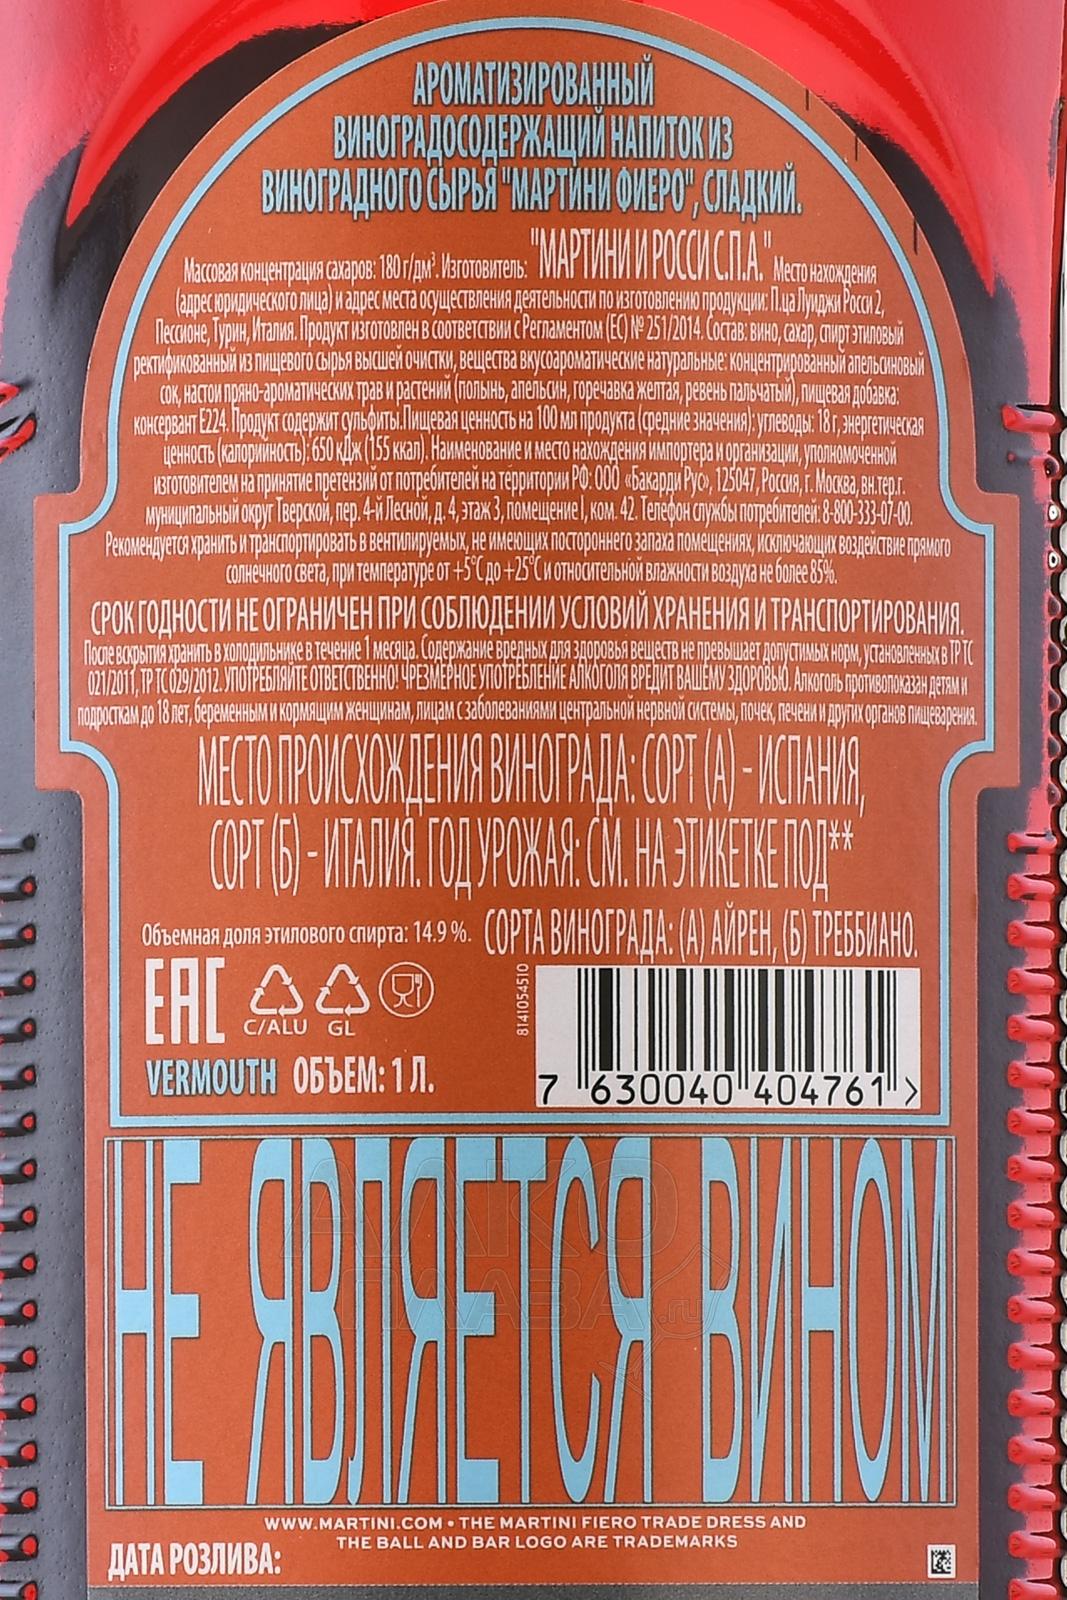 АРОМАТИЗИРОВАННЫЙ
ВИНОГРАДОСОДЕРЖАЩИЙ НАПИТОК ИЗ
ВИНОГРАДНОГО СЫРЬЯ "МАРТИНИ ФИЕРО", СЛАДКИЙ.
Массовая концентрация сахаров: 180 г/дм³. Изготовитель: "МАРТИНИ И РОССИ С.П.А." Место нахождения
(адрес юридического лица) и адрес места осуществления деятельности по изготовлению продукции: П.ца Луиджи Росси 2,
Пессионе, Турин, Италия. Продукт изготовлен в соответствии с Регламентом (ЕС) № 251/2014. Состав: вино, сахар, спирт этиловый
ректификованный из пищевого сырья высшей очистки, вещества вкусоароматические натуральные: концентрированный апельсиновый
сок, настои пряно-ароматических трав и растений (полынь, апельсин, горечавка желтая, ревень пальчатый), пищевая добавка:
консервант Е224. Продукт содержит сульфиты.Пищевая ценность на 100 мл продукта (средние значения): углеводы: 18 г, энергетическая
ценность (калорийность): 650 кДж (155 ккал). Наименование и место нахождения импортера и организации, уполномоченной
изготовителем на принятие претензий от потребителей на территории РФ: ООО «Бакарди Рус», 125047, Россия, г. Москва, вн.тер.г.
муниципальный округ Тверской, пер. 4-й Лесной, д. 4, этаж 3, помещение I, ком. 42. Телефон службы потребителей: 8-800-333-07-00.
Рекомендуется хранить и транспортировать в вентилируемых, не имеющих постороннего запаха помещениях, исключающих воздействие прямого
солнечного света, при температуре от +5°С до +25°С и относительной влажности воздуха не более 85%.
СРОК ГОДНОСТИ НЕ ОГРАНИЧЕН ПРИ СОБЛЮДЕНИИ УСЛОВИЙ ХРАНЕНИЯ И ТРАНСПОРТИРОВАНИЯ.
После вскрытия хранить в холодильнике в течение 1 месяца. Содержание вредных для здоровья веществ не превышает допустимых норм, установленных в ТР ТС
021/2011, ТР ТС 029/2012. УПОТРЕБЛЯЙТЕ ОТВЕТСТВЕННО! ЧРЕЗМЕРНОЕ УПОТРЕБЛЕНИЕ АЛКОГОЛЯ ВРЕДИТ ВАШЕМУ ЗДОРОВЬЮ. Алкоголь противопоказан детям и
подросткам до 18 лет, беременным и кормящим женщинам, лицам с заболеваниями центральной нервной системы, почек, печени и других органов пищеварения.
МЕСТО ПРОИСХОЖДЕНИЯ ВИНОГРАДА: СОРТ (А) - ИСПАНИЯ,
СОРТ (Б) - ИТАЛИЯ. ГОД УРОЖАЯ: СМ. НА ЭТИКЕТКЕ ПОД**
Объемная доля этилового спирта: 14.9 %. СОРТА ВИНОГРАДА: (А) АЙРЕН, (Б) ТРЕББИАНО.
EAC C/ALU GL
8141054510
VERMOUTH ОБЪЕМ: 1 Л.
7 630040 404761 >
НЕ ЯВЛЯЕТСЯ ВИНОМ
АЛКО
ПЛАЗА.ru
WWW.MARTINI.COM • THE MARTINI FIERO TRADE DRESS AND
THE BALL AND BAR LOGO ARE TRADEMARKS
ДАТА РОЗЛИВА: